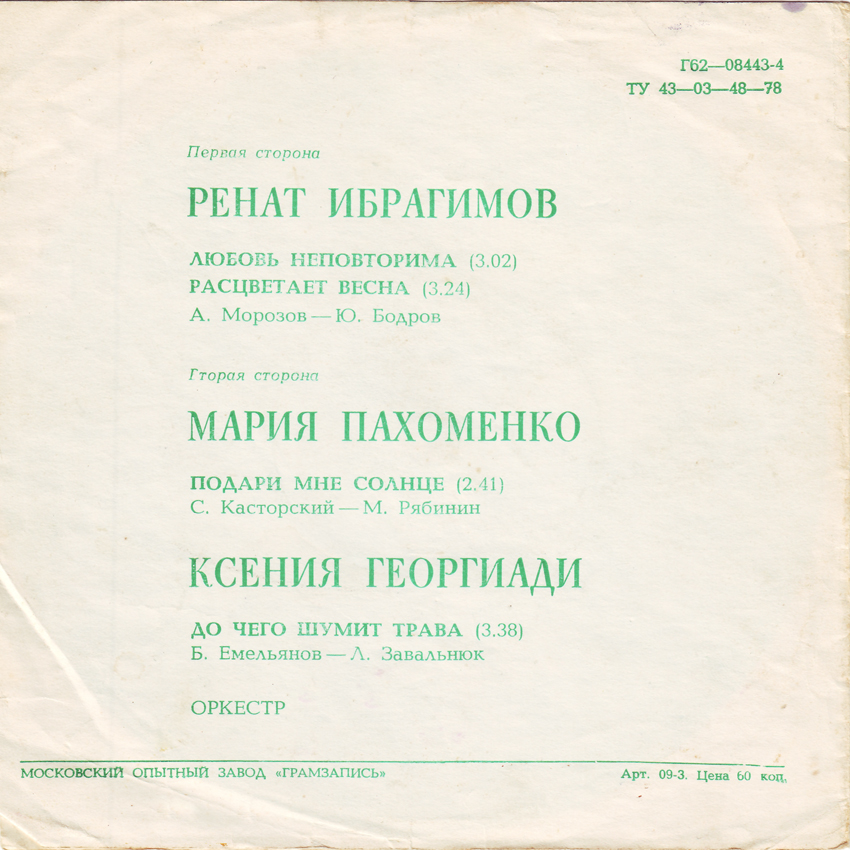 Г62—08443-4
ТУ 43—03—48—78
Первая сторона
РЕНАТ ИБРАГИМОВ
ЛЮБОВЬ НЕПОВТОРИМА (3.02)
РАСЦВЕТАЕТ ВЕСНА (3.24)
А. Морозов — Ю. Бодров
Гторая сторона
МАРИЯ ПАХОМЕНКО
ПОДАРИ МНЕ СОЛНЦЕ (2.41)
С. Касторский — М. Рябинин
КСЕНИЯ ГЕОРГИАДИ
ДО ЧЕГО ШУМИТ ТРАВА (3.38)
Б. Емельянов — Л. Завальнюк
ОРКЕСТР
МОСКОВСКИЙ ОПЫТНЫЙ ЗАВОД «ГРАМЗАПИСЬ»
Арт. 09-3. Цена 60 коп.